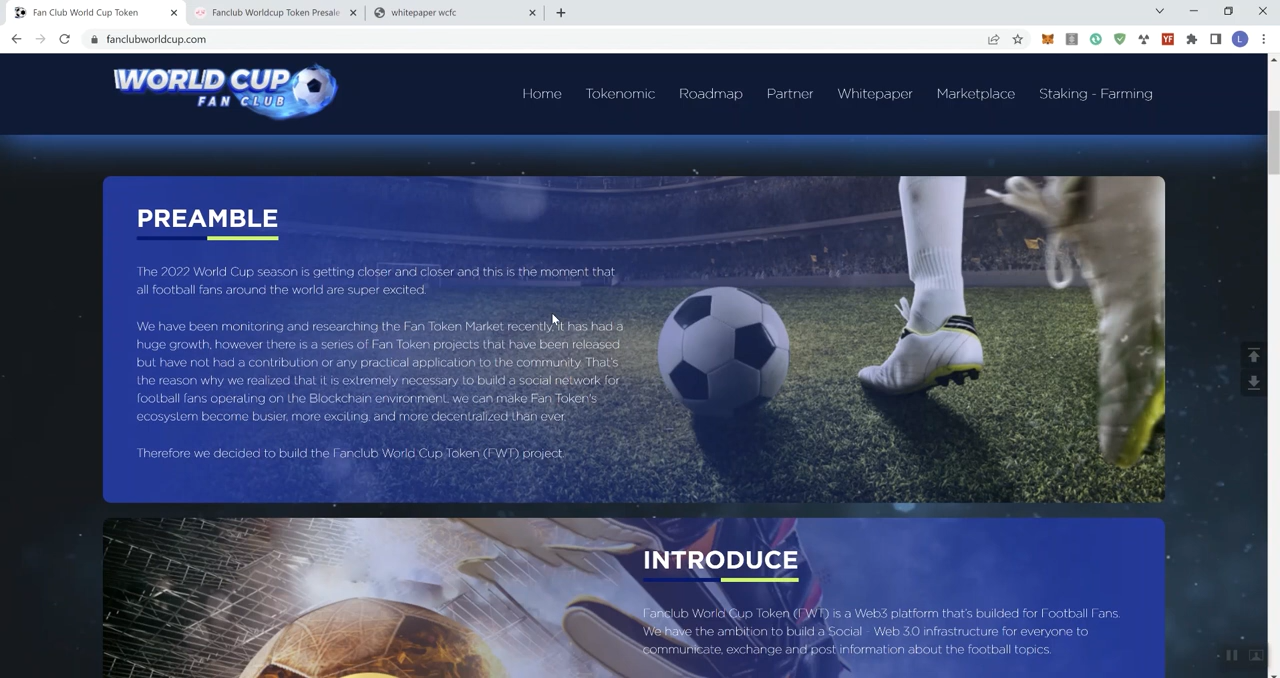 Fan Club World Cup Token
Fanclub Worldcup Token Presale
whitepaper wcfc
fanclubworldcup.com
YF
L
WORLD CUP
FAN CLUB
Home
Tokenomic
Roadmap
Partner
Whitepaper
Marketplace
Staking - Farming
PREAMBLE
The 2022 World Cup season is getting closer and closer and this is the moment that
all football fans around the world are super excited.
We have been monitoring and researching the Fan Token Market recently, it has had a
huge growth, however there is a series of Fan Token projects that have been released
but have not had a contribution or any practical application to the community. That's
the reason why we realized that it is extremely necessary to build a social network for
football fans operating on the Blockchain environment, we can make Fan Token's
ecosystem become busier, more exciting, and more decentralized than ever.
Therefore we decided to build the Fanclub World Cup Token (FWT) project.
INTRODUCE
Fanclub World Cup Token (FWT) is a Web3 platform that's builded for Football Fans.
We have the ambition to build a Social - Web 3.0 infrastructure for everyone to
communicate, exchange and post information about the football topics.